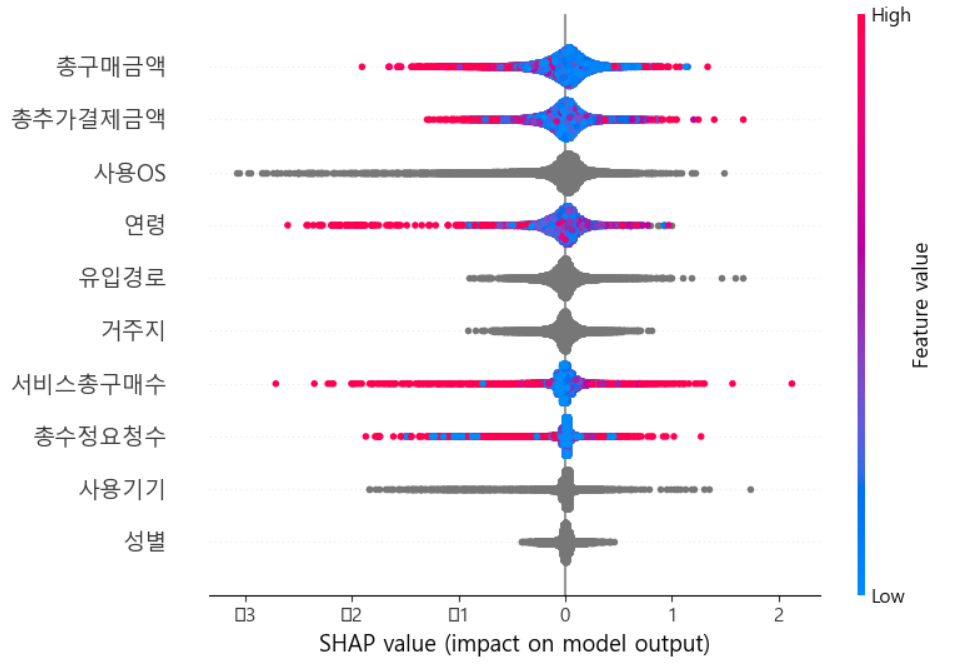 High
총구매금액
총추가결제금액
사용OS
연령
유입경로
거주지
서비스총구매수
총수정요청수
사용기기
성별
Feature value
Low
□3 □2 □1 0 1 2
SHAP value (impact on model output)